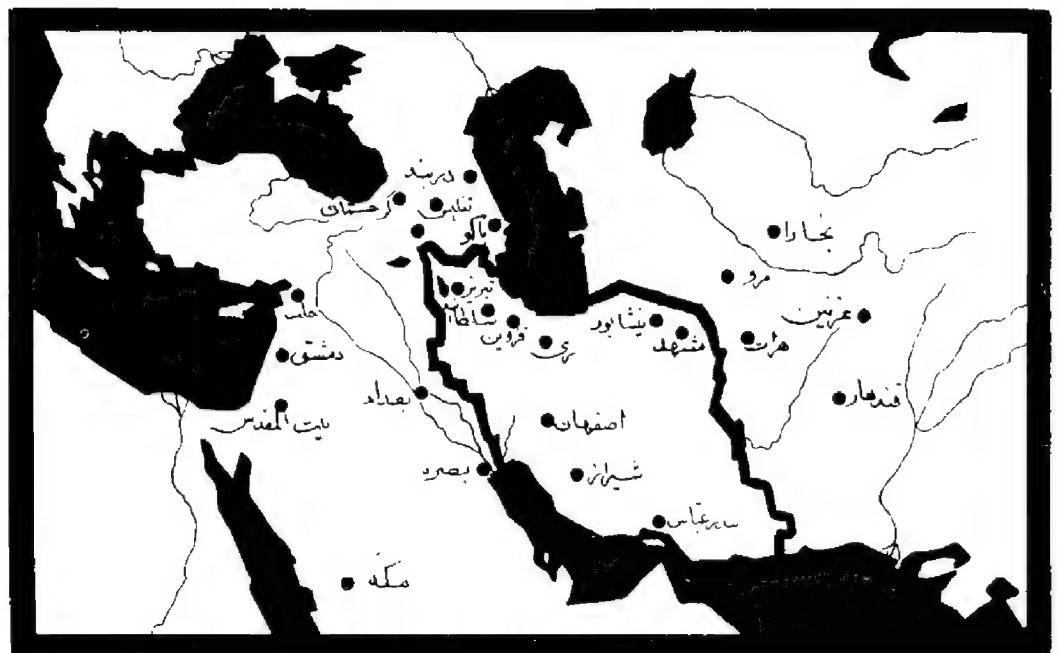 دربند
گرجستان
تفلیس
باکو
بخارا
مرو
تبریز
حلب
قزوین
ری
نیشابور
مشهد
هرات
غزنین
دمشق
بغداد
قندهار
بیت المقدس
اصفهان
بصره
شیراز
بندرعباس
مکه